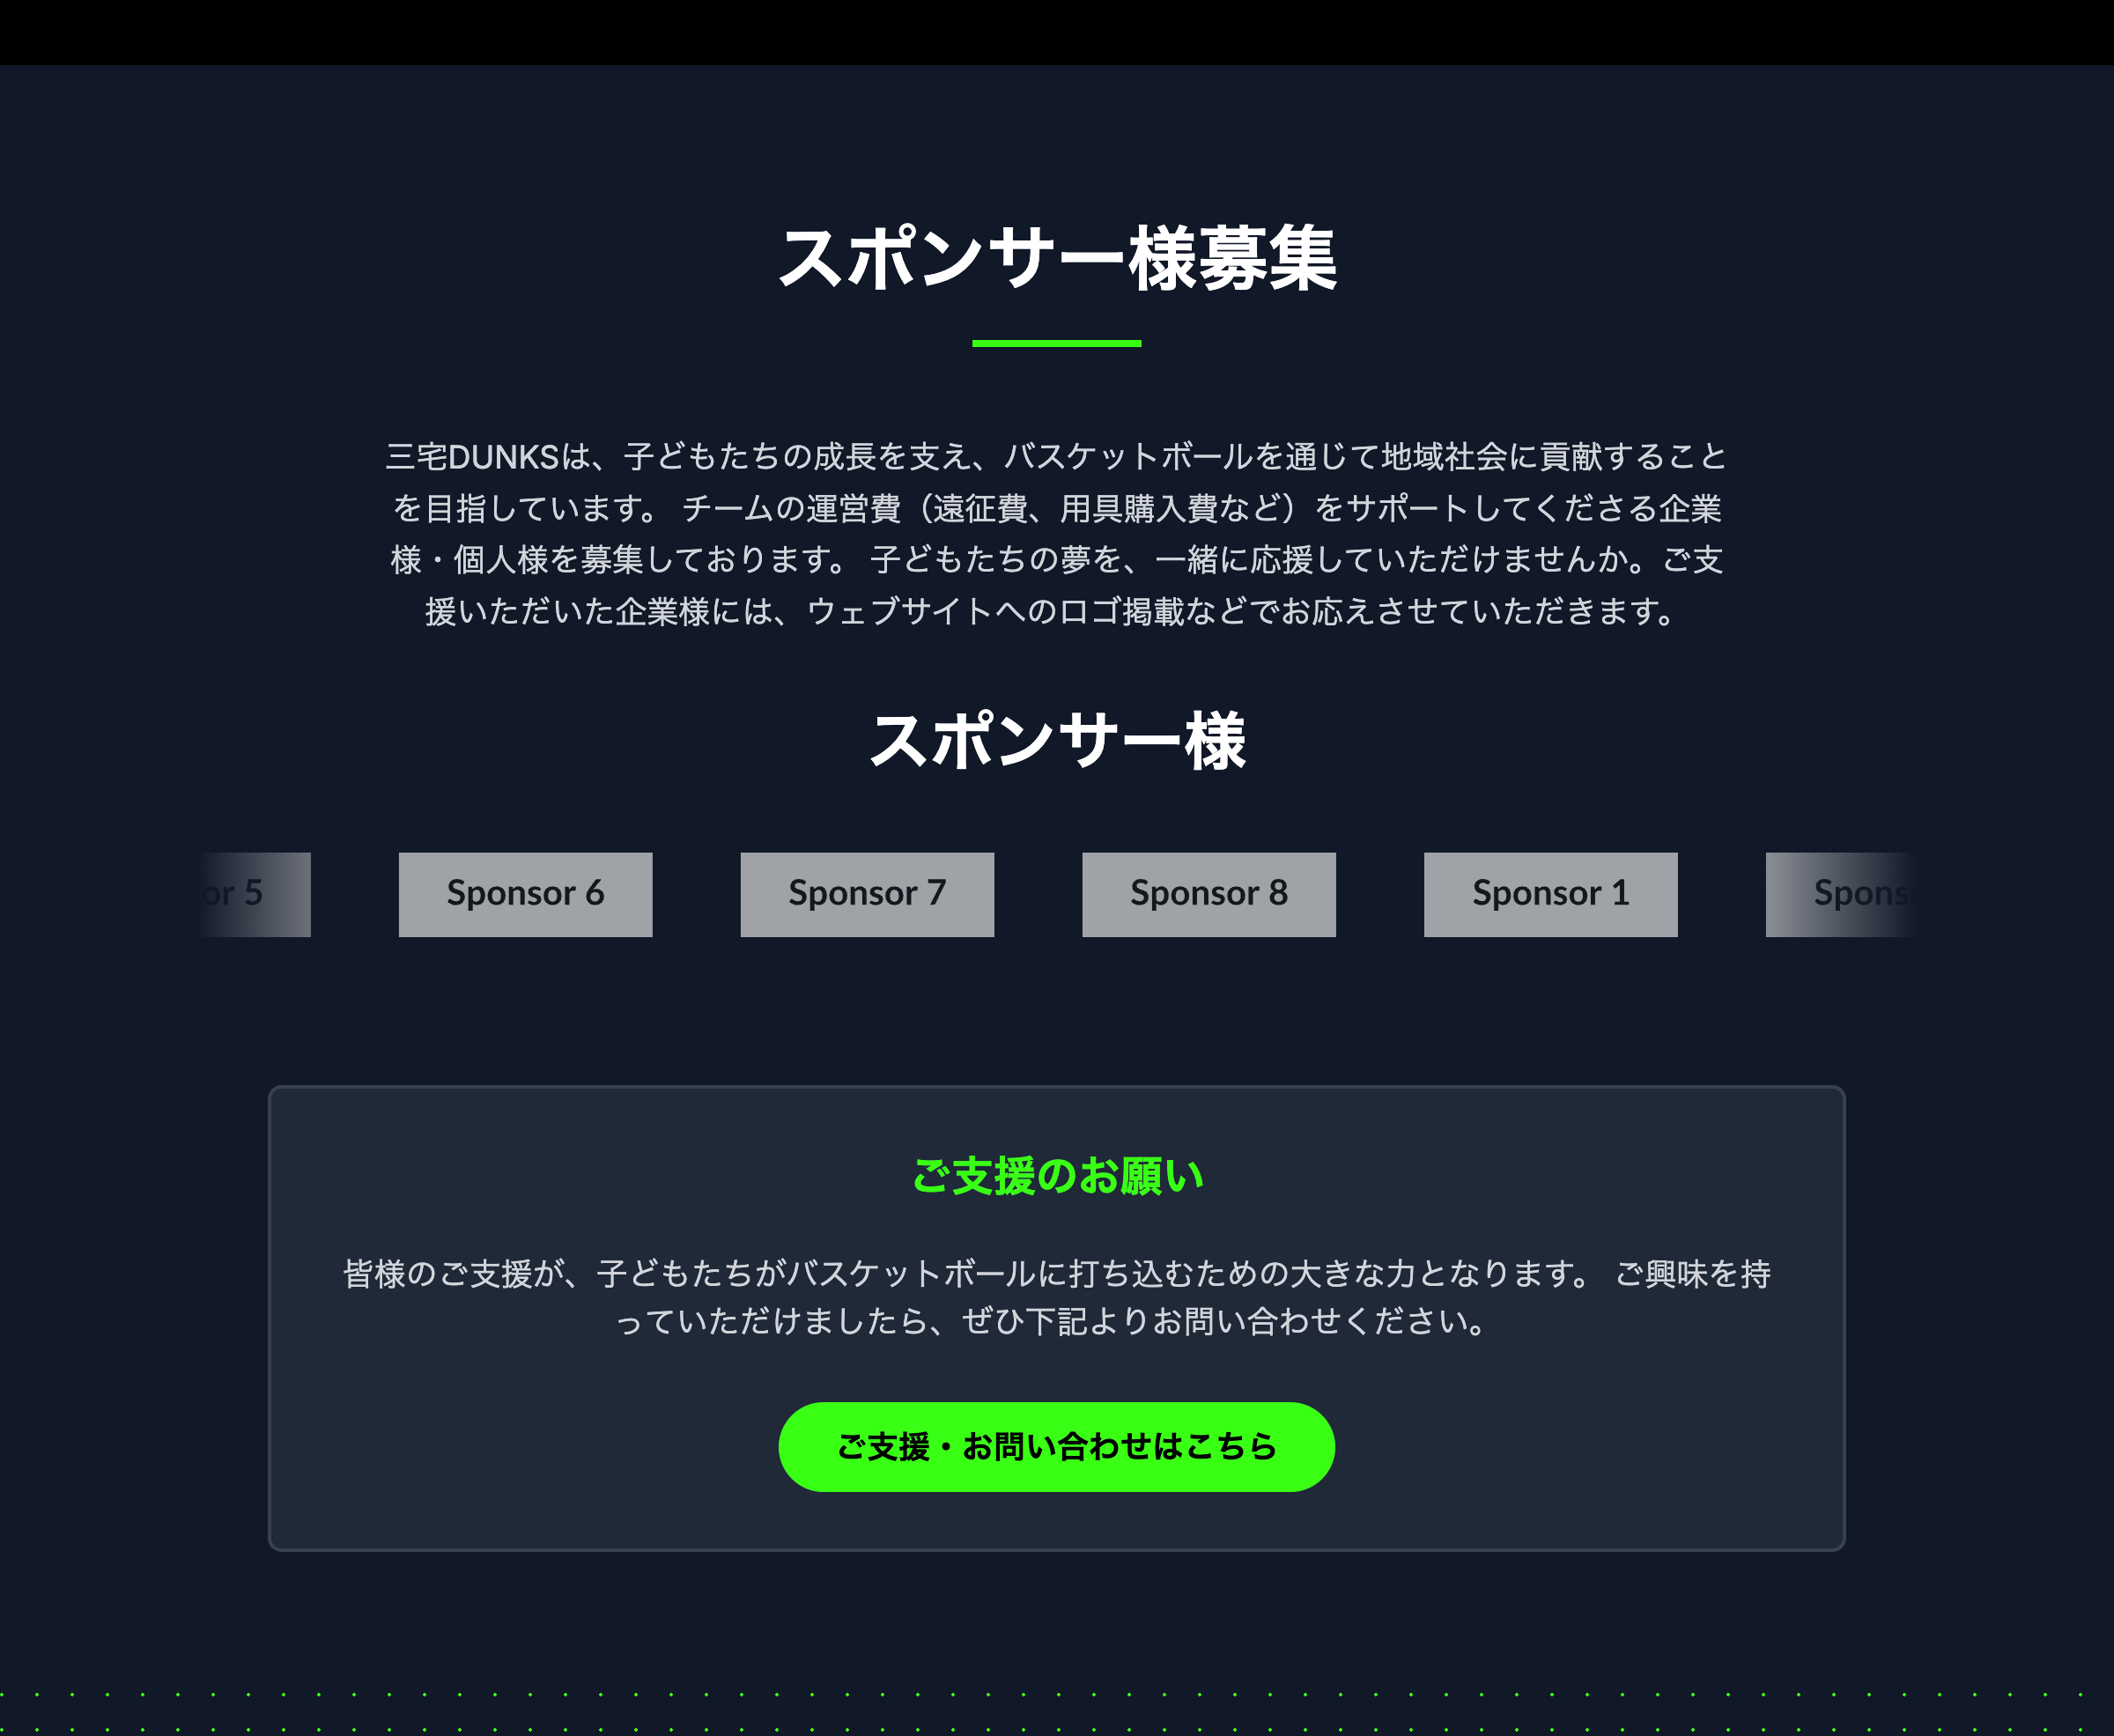 スポンサー様募集
三宅DUNKSは、子どもたちの成長を支え、バスケットボールを通じて地域社会に貢献すること
を目指しています。 チームの運営費（遠征費、用具購入費など）をサポートしてくださる企業
様・個人様を募集しております。 子どもたちの夢を、一緒に応援していただけませんか。ご支
援いただいた企業様には、ウェブサイトへのロゴ掲載などでお応えさせていただきます。
スポンサー様
or 5 Sponsor 6 Sponsor 7 Sponsor 8 Sponsor 1 Spons
ご支援のお願い
皆様のご支援が、子どもたちがバスケットボールに打ち込むための大きな力となります。 ご興味を持
っていただけましたら、ぜひ下記よりお問い合わせください。
ご支援・お問い合わせはこちら